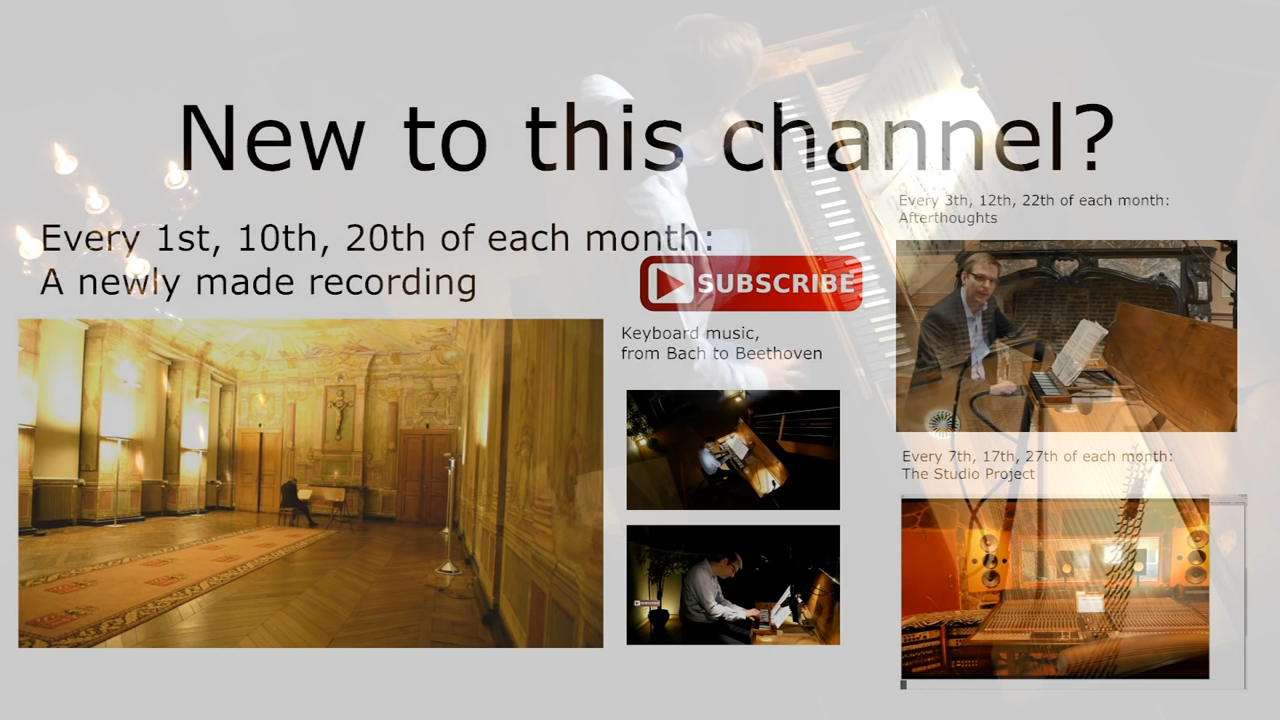 New to this channel?
Every 1st, 10th, 20th of each month:
A newly made recording
SUBSCRIBE
Keyboard music,
from Bach to Beethoven
Every 3th, 12th, 22th of each month:
Afterthoughts
Every 7th, 17th, 27th of each month:
The Studio Project